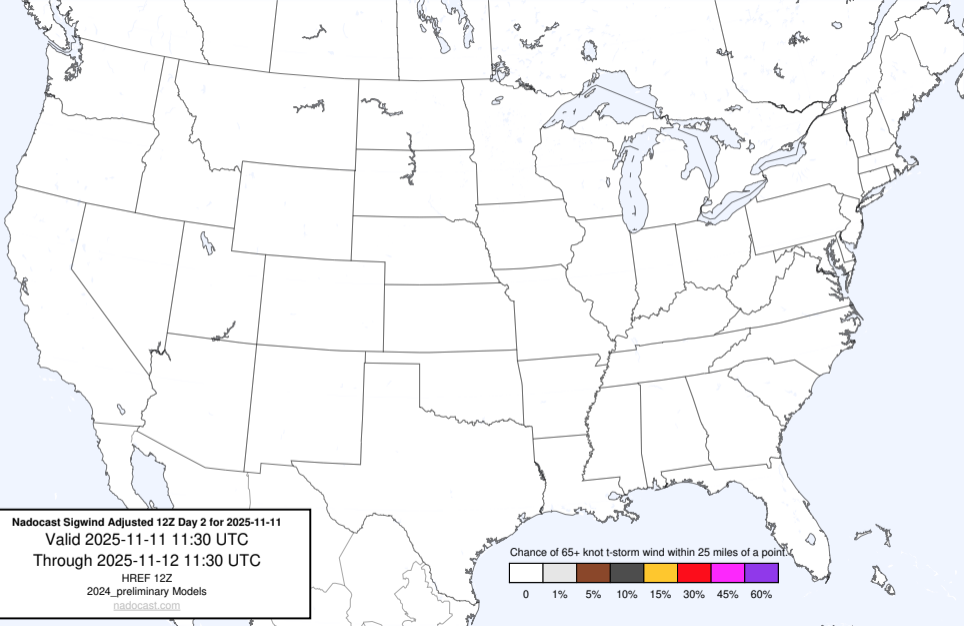 Nadocast Sigwind Adjusted 12Z Day 2 for 2025-11-11
Valid 2025-11-11 11:30 UTC
Through 2025-11-12 11:30 UTC
HREF 12Z
2024_preliminary Models
nadocast.com
Chance of 65+ knot t-storm wind within 25 miles of a point.
0 1% 5% 10% 15% 30% 45% 60%